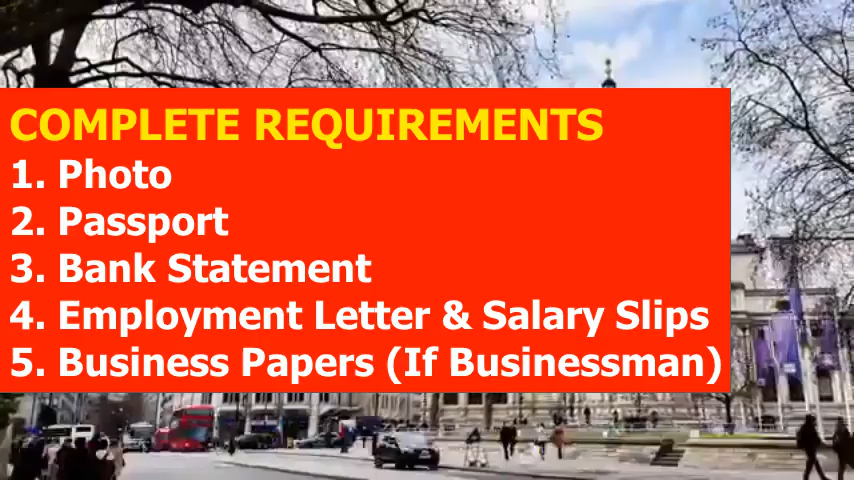 COMPLETE REQUIREMENTS
1. Photo
2. Passport
3. Bank Statement
4. Employment Letter & Salary Slips
5. Business Papers (If Businessman)